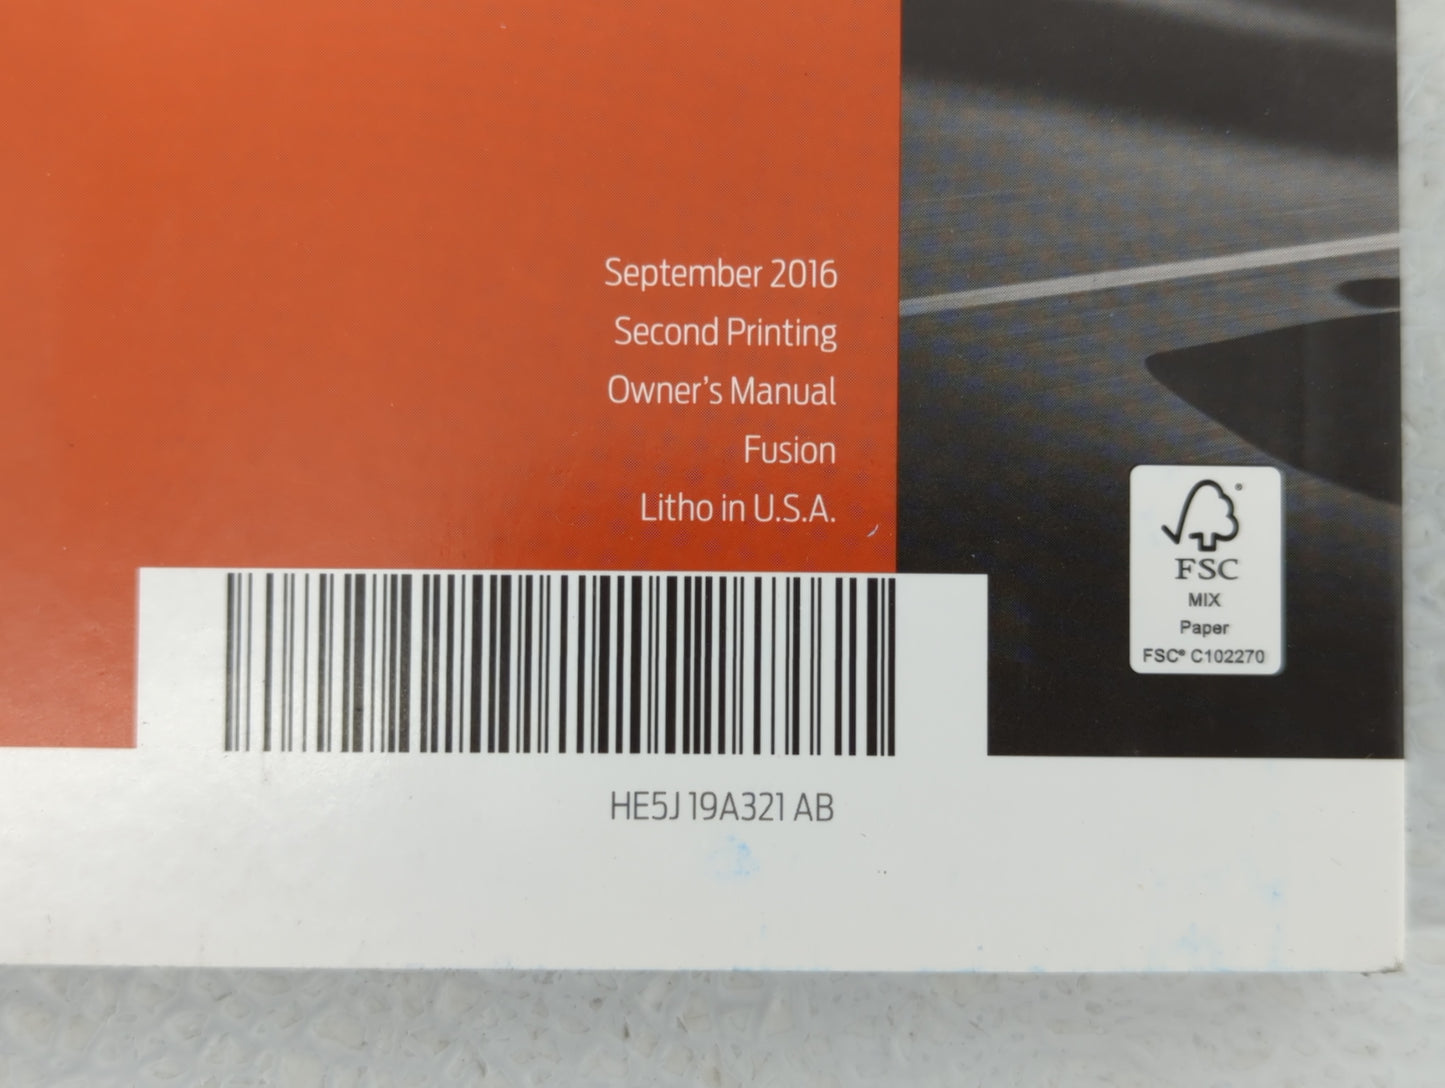 September 2016
Second Printing
Owner's Manual
Fusion
Litho in U.S.A.
HE5J 19A321 AB
®
FSC
MIX
Paper
FSC® C102270